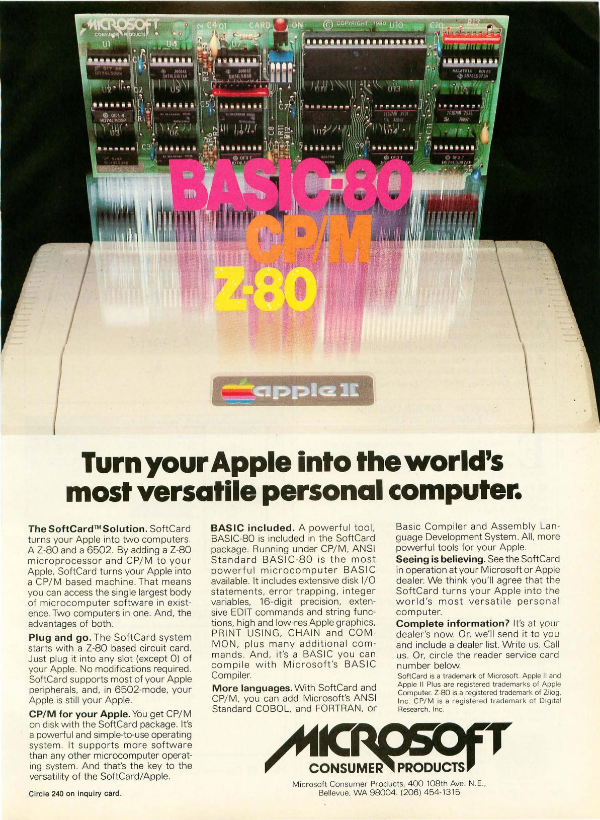 MICROSOFT
CONSUMER PRODUCTS
CARD
ON
© COPYRIGHT 1980
U10
BASIC-80
CP/M
Z-80
apple II
Turn your Apple into the world's
most versatile personal computer.
The SoftCard™ Solution. SoftCard
turns your Apple into two computers.
A Z-80 and a 6502. By adding a Z-80
microprocessor and CP/M to your
Apple, SoftCard turns your Apple into
a CP/M based machine. That means
you can access the single largest body
of microcomputer software in exist-
ence. Two computers in one. And, the
advantages of both.
Plug and go. The SoftCard system
starts with a Z-80 based circuit card.
Just plug it into any slot (except 0) of
your Apple. No modifications required.
SoftCard supports most of your Apple
peripherals, and, in 6502-mode, your
Apple is still your Apple.
CP/M for your Apple. You get CP/M
on disk with the SoftCard package. It's
a powerful and simple-to-use operating
system. It supports more software
than any other microcomputer operat-
ing system. And that's the key to the
versatility of the SoftCard/Apple.
Circle 240 on inquiry card.
BASIC included. A powerful tool,
BASIC-80 is included in the SoftCard
package. Running under CP/M, ANSI
Standard BASIC-80 is the most
powerful microcomputer BASIC
available. It includes extensive disk I/O
statements, error trapping, integer
variables, 16-digit precision, exten-
sive EDIT commands and string func-
tions, high and low-res Apple graphics,
PRINT USING, CHAIN and COM-
MON, plus many additional com-
mands. And, it's a BASIC you can
compile with Microsoft's BASIC
Compiler.
More languages. With SoftCard and
CP/M, you can add Microsoft's ANSI
Standard COBOL, and FORTRAN, or
Basic Compiler and Assembly Lan-
guage Development System. All, more
powerful tools for your Apple.
Seeing is believing. See the SoftCard
in operation at your Microsoft or Apple
dealer. We think you'll agree that the
SoftCard turns your Apple into the
world's most versatile personal
computer.
Complete information? It's at your
dealer's now. Or, we'll send it to you
and include a dealer list. Write us. Call
us. Or, circle the reader service card
number below.
SoftCard is a trademark of Microsoft. Apple II and
Apple II Plus are registered trademarks of Apple
Computer. Z-80 is a registered trademark of Zilog,
Inc. CP/M is a registered trademark of Digital
Research, Inc.
MICROSOFT
CONSUMER PRODUCTS
Microsoft Consumer Products, 400 108th Ave. N.E.,
Bellevue, WA 98004. (206) 454-1315